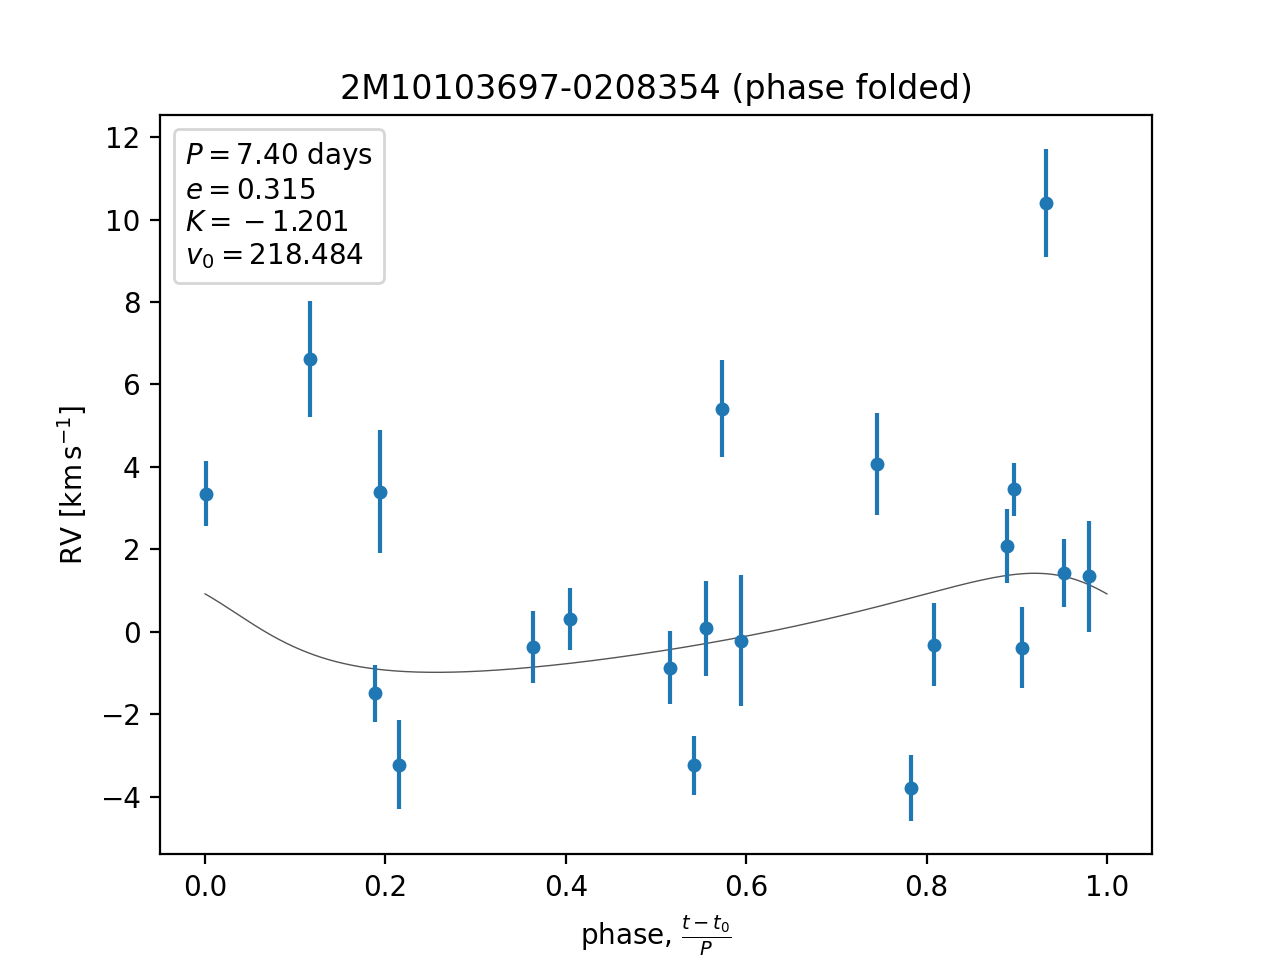 2M10103697-0208354 (phase folded)
P = 7.40 days
e = 0.315
K = −1.201
v₀ = 218.484
12
10
8
6
4
2
0
−2
−4
RV [km s⁻¹]
0.0 0.2 0.4 0.6 0.8 1.0
phase, (t − t₀)/P